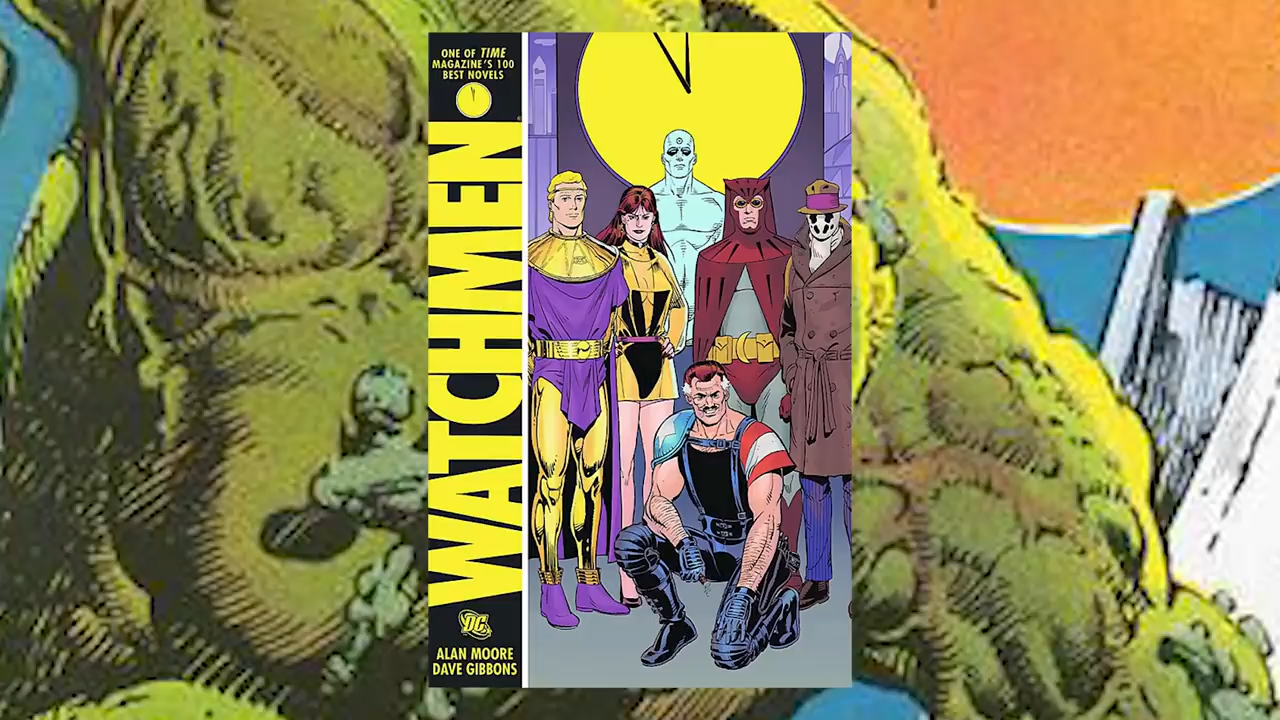 ONE OF TIME
MAGAZINE'S 100
BEST NOVELS
WATCHMEN
DC
ALAN MOORE
DAVE GIBBONS